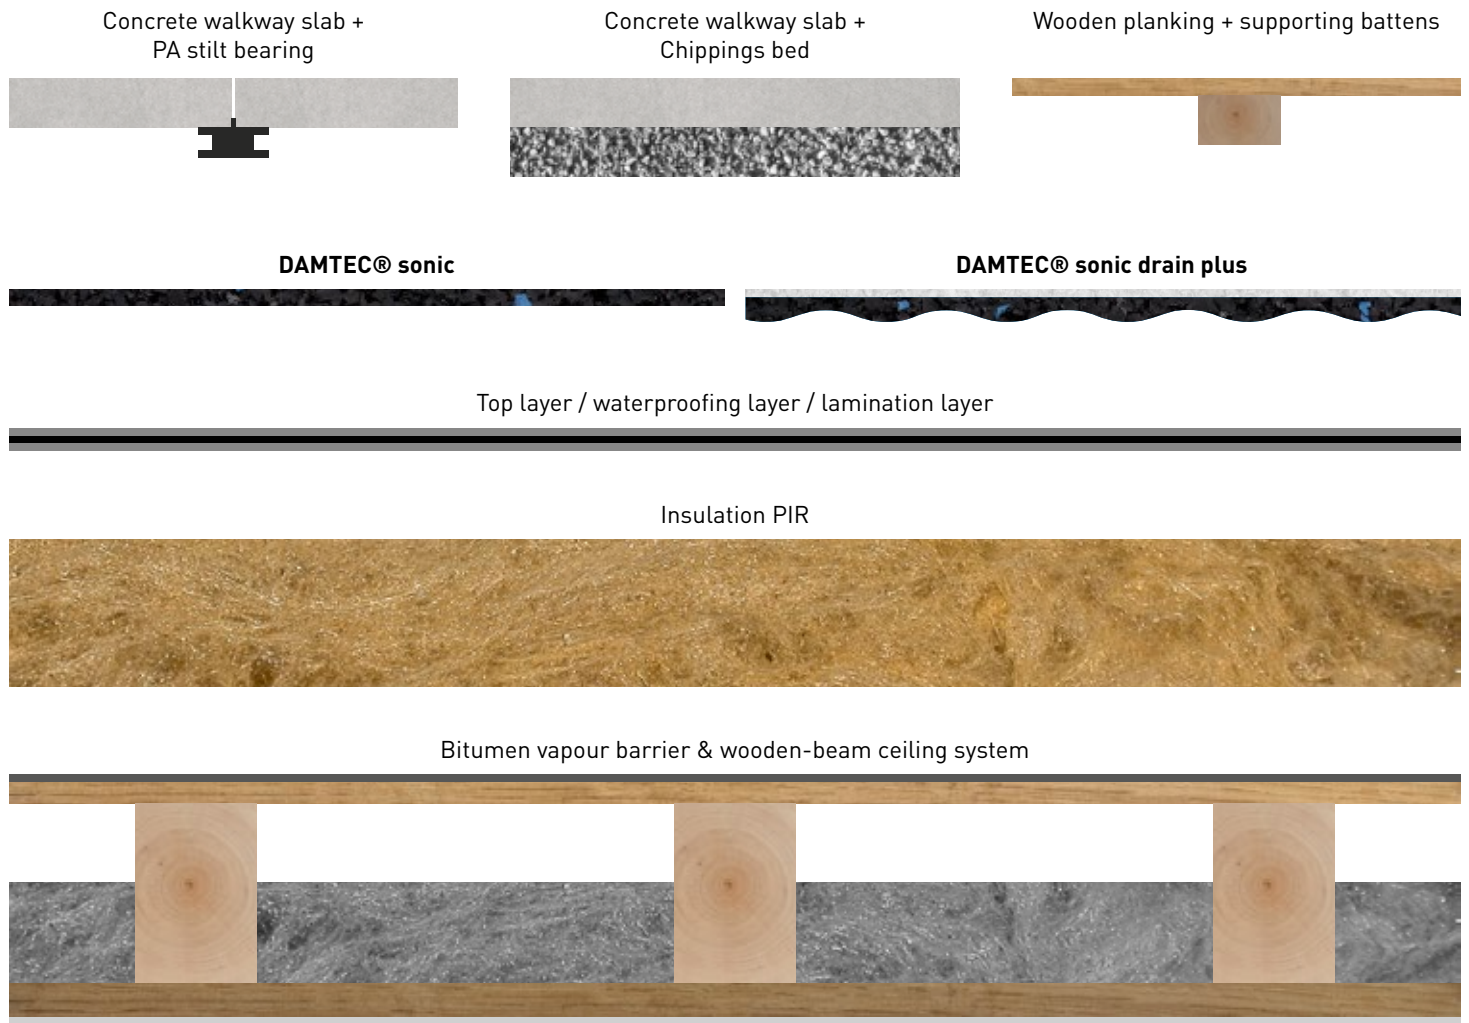 Concrete walkway slab +
PA stilt bearing
Concrete walkway slab +
Chippings bed
Wooden planking + supporting battens
DAMTEC® sonic
DAMTEC® sonic drain plus
Top layer / waterproofing layer / lamination layer
Insulation PIR
Bitumen vapour barrier & wooden-beam ceiling system